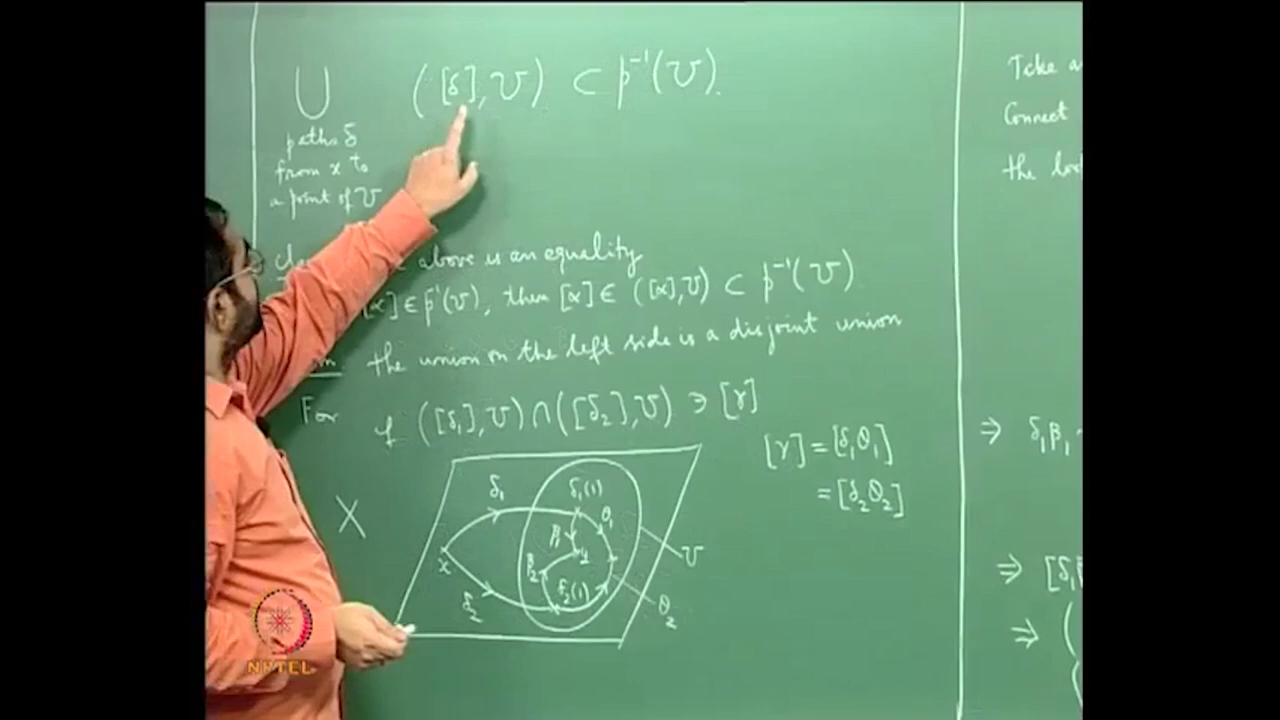 ⋃ ([δ], U) ⊂ p⁻¹(U).
paths δ
from x to
a point of U
above is an equality
[α] ∈ p⁻¹(U), then [α] ∈ ([α], U) ⊂ p⁻¹(U)
the union on the left side is a disjoint union
For if ([δ₁], U) ∩ ([δ₂], U) ∋ [γ]
[γ] = [δ₁θ₁]
= [δ₂θ₂]
X
δ₁
δ₁(1)
θ₁
β₁
x
y
U
β₂
δ₂(1)
δ₂
θ₂
Take
Connect
the
⇒ δ₁β₁
⇒ [δ₁
⇒ (
NPTEL